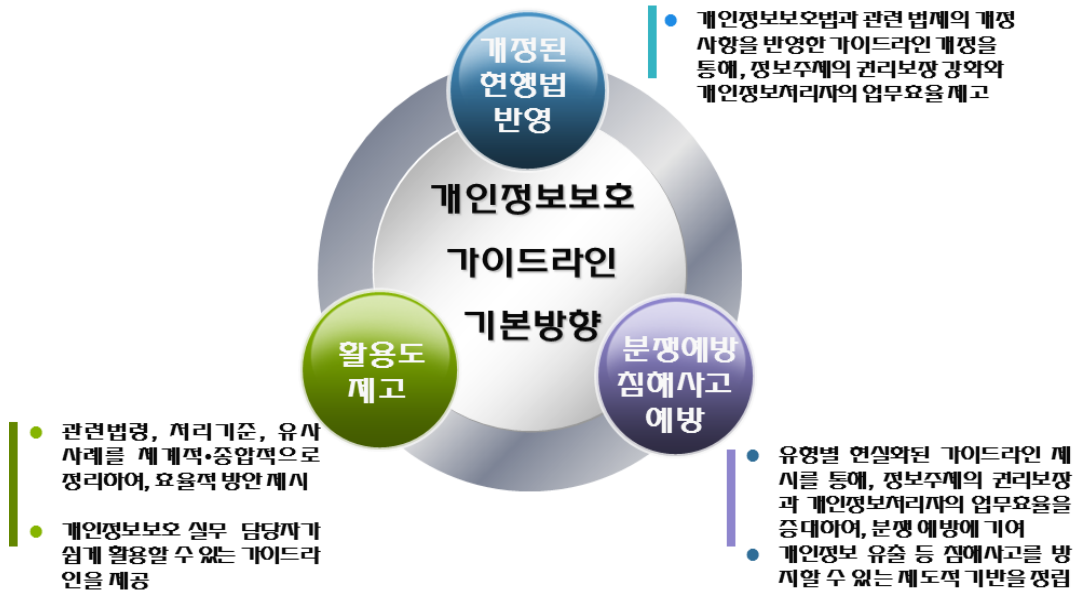 개정된
현행법
반영
개인정보보호법과 관련 법제의 개정
사항을 반영한 가이드라인 개정을
통해, 정보주체의 권리보장 강화와
개인정보처리자의 업무효율 제고
개인정보보호
가이드라인
기본방향
활용도
제고
분쟁예방
침해사고
예방
관련법령, 처리기준, 유사
사례를 체계적•종합적으로
정리하여, 효율적 방안 제시
개인정보보호 실무 담당자가
쉽게 활용할 수 있는 가이드라
인을 제공
유형별 현실화된 가이드라인 제
시를 통해, 정보주체의 권리보장
과 개인정보처리자의 업무효율을
증대하여, 분쟁 예방에 기여
개인정보 유출 등 침해사고를 방
지할 수 있는 제도적 기반을 정립